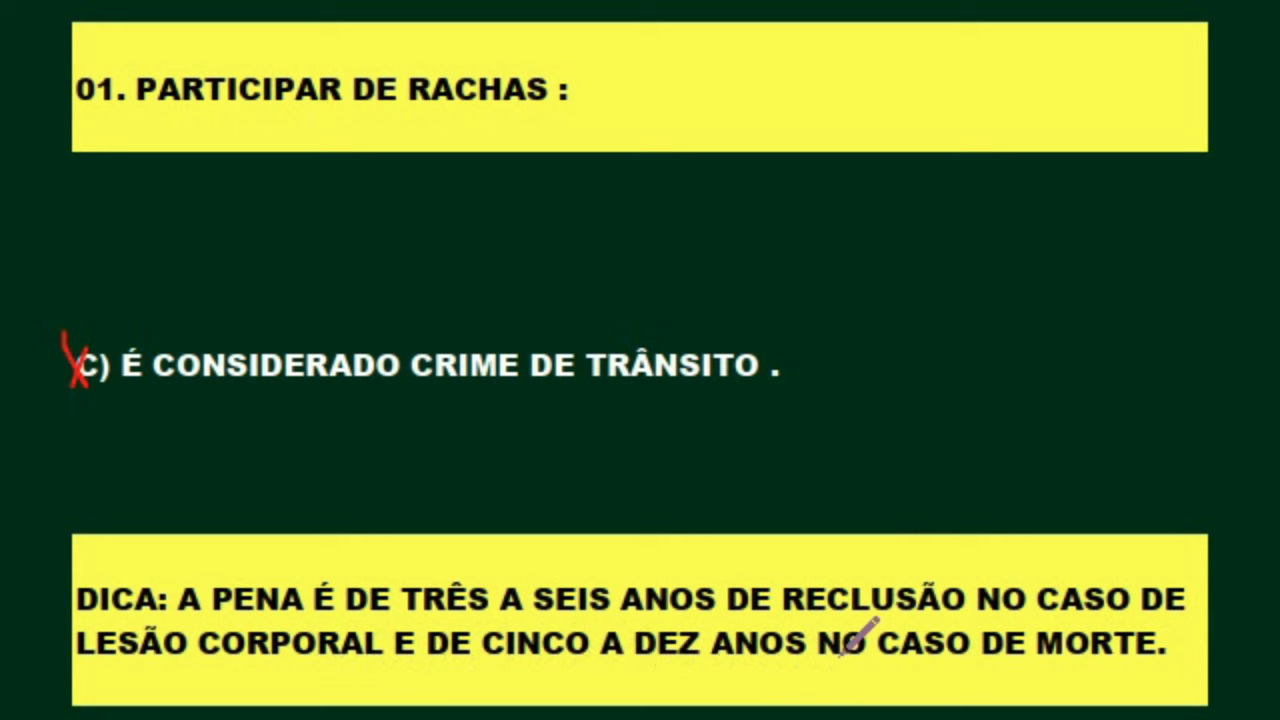 01. PARTICIPAR DE RACHAS :
C) É CONSIDERADO CRIME DE TRÂNSITO .
DICA: A PENA É DE TRÊS A SEIS ANOS DE RECLUSÃO NO CASO DE
LESÃO CORPORAL E DE CINCO A DEZ ANOS NO CASO DE MORTE.